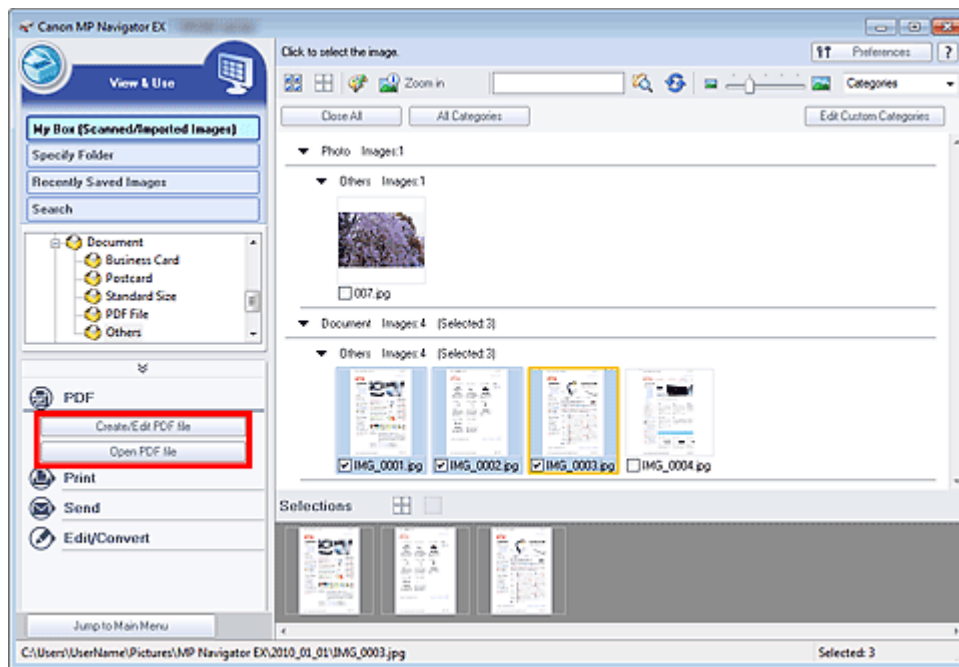 Canon MP Navigator EX
View & Use
My Box (Scanned/Imported Images)
Specify Folder
Recently Saved Images
Search
Document
Business Card
Postcard
Standard Size
PDF File
Others
PDF
Create/Edit PDF file
Open PDF file
Print
Send
Edit/Convert
Jump to Main Menu
Click to select the image.
Preferences
?
Zoom in
Categories
Close All
All Categories
Edit Custom Categories
Photo Images:1
Others Images:1
007.jpg
Document Images:4 (Selected:3)
Others Images:4 (Selected:3)
IMG_0001.jpg IMG_0002.jpg IMG_0003.jpg IMG_0004.jpg
Selections
C:\Users\UserName\Pictures\MP Navigator EX\2010_01_01\IMG_0003.jpg
Selected: 3